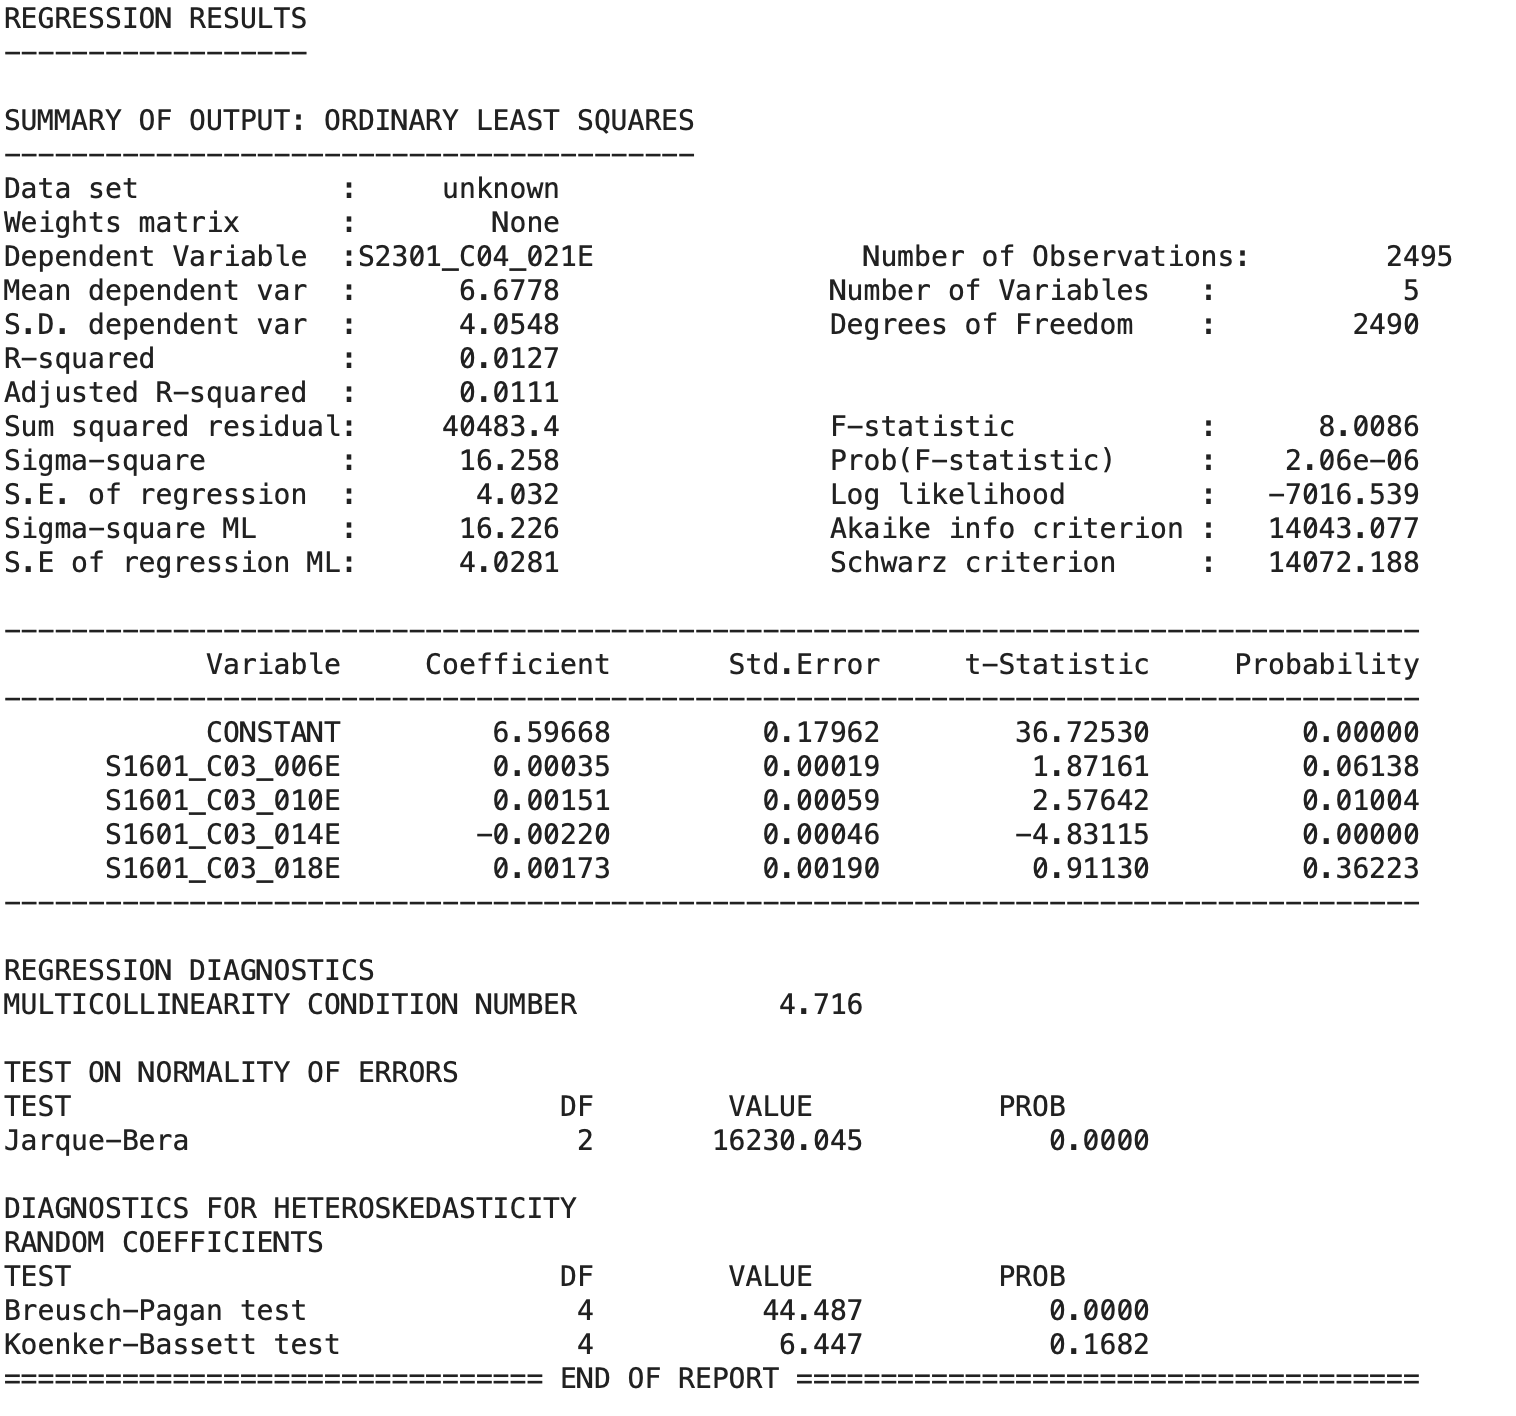 REGRESSION RESULTS
------------------
SUMMARY OF OUTPUT: ORDINARY LEAST SQUARES
-----------------------------------------
Data set            :     unknown
Weights matrix      :        None
Dependent Variable  :S2301_C04_021E                Number of Observations:        2495
Mean dependent var  :      6.6778                Number of Variables   :           5
S.D. dependent var  :      4.0548                Degrees of Freedom    :        2490
R-squared           :      0.0127
Adjusted R-squared  :      0.0111
Sum squared residual:     40483.4                F-statistic           :      8.0086
Sigma-square        :      16.258                Prob(F-statistic)     :    2.06e-06
S.E. of regression  :       4.032                Log likelihood        :   -7016.539
Sigma-square ML     :      16.226                Akaike info criterion :   14043.077
S.E of regression ML:      4.0281                Schwarz criterion     :   14072.188
------------------------------------------------------------------------------------
            Variable     Coefficient       Std.Error     t-Statistic     Probability
------------------------------------------------------------------------------------
            CONSTANT         6.59668         0.17962        36.72530         0.00000
      S1601_C03_006E         0.00035         0.00019         1.87161         0.06138
      S1601_C03_010E         0.00151         0.00059         2.57642         0.01004
      S1601_C03_014E        -0.00220         0.00046        -4.83115         0.00000
      S1601_C03_018E         0.00173         0.00190         0.91130         0.36223
------------------------------------------------------------------------------------
REGRESSION DIAGNOSTICS
MULTICOLLINEARITY CONDITION NUMBER            4.716
TEST ON NORMALITY OF ERRORS
TEST                             DF        VALUE           PROB
Jarque-Bera                       2       16230.045           0.0000
DIAGNOSTICS FOR HETEROSKEDASTICITY
RANDOM COEFFICIENTS
TEST                             DF        VALUE           PROB
Breusch-Pagan test                4          44.487           0.0000
Koenker-Bassett test              4           6.447           0.1682
================================ END OF REPORT =====================================